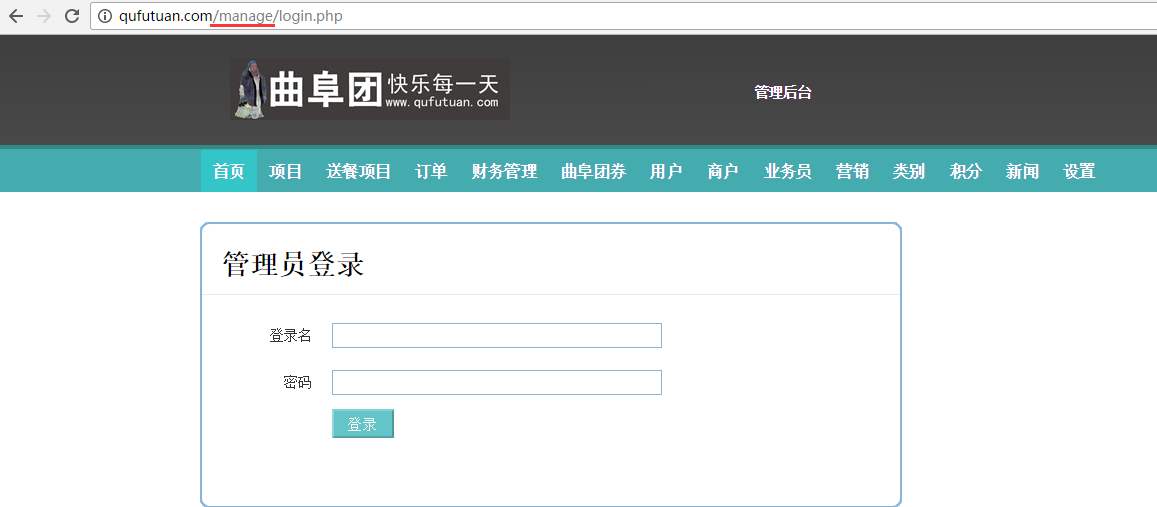 qufutuan.com/manage/login.php
曲阜团 快乐每一天
www.qufutuan.com
管理后台
首页 项目 送餐项目 订单 财务管理 曲阜团券 用户 商户 业务员 营销 类别 积分 新闻 设置
管理员登录
登录名
密码
登录